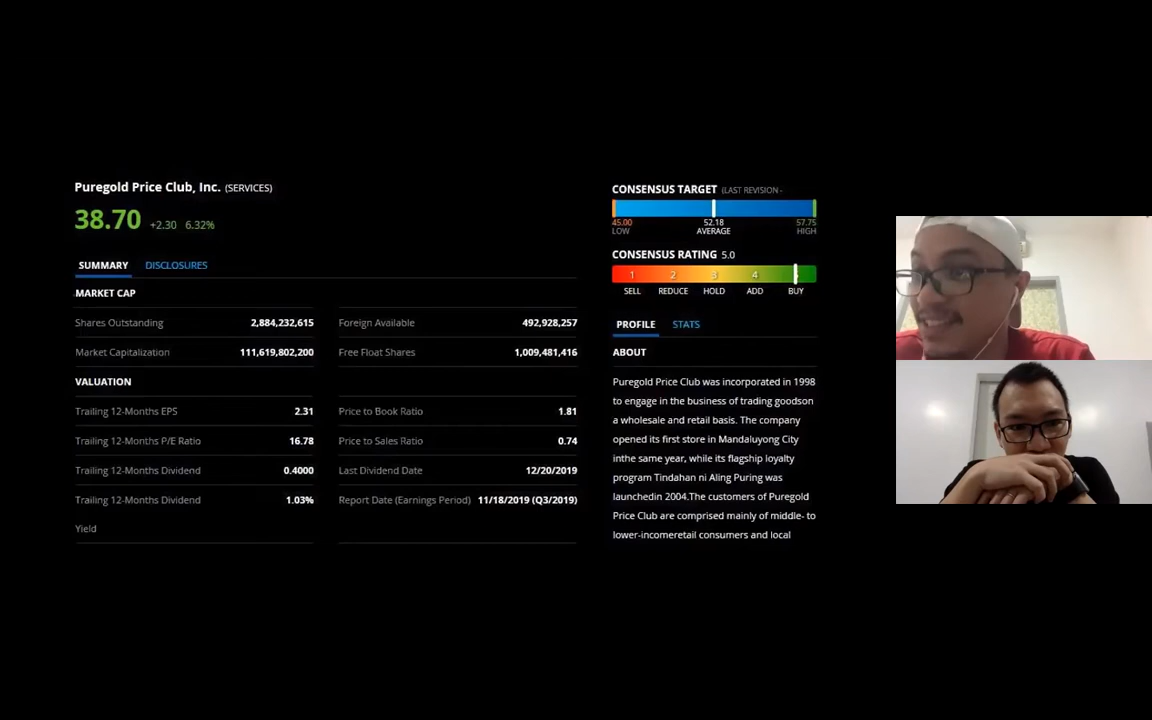 Puregold Price Club, Inc. (SERVICES)
38.70 +2.30 6.32%
SUMMARY DISCLOSURES
MARKET CAP
Shares Outstanding 2,884,232,615 Foreign Available 492,928,257
Market Capitalization 111,619,802,200 Free Float Shares 1,009,481,416
VALUATION
Trailing 12-Months EPS 2.31 Price to Book Ratio 1.81
Trailing 12-Months P/E Ratio 16.78 Price to Sales Ratio 0.74
Trailing 12-Months Dividend 0.4000 Last Dividend Date 12/20/2019
Trailing 12-Months Dividend 1.03% Report Date (Earnings Period) 11/18/2019 (Q3/2019)
Yield
CONSENSUS TARGET (LAST REVISION -
45.00 52.18 57.75
LOW AVERAGE HIGH
CONSENSUS RATING 5.0
1 2 3 4
SELL REDUCE HOLD ADD BUY
PROFILE STATS
ABOUT
Puregold Price Club was incorporated in 1998
to engage in the business of trading goodson
a wholesale and retail basis. The company
opened its first store in Mandaluyong City
inthe same year, while its flagship loyalty
program Tindahan ni Aling Puring was
launchedin 2004.The customers of Puregold
Price Club are comprised mainly of middle- to
lower-incomeretail consumers and local